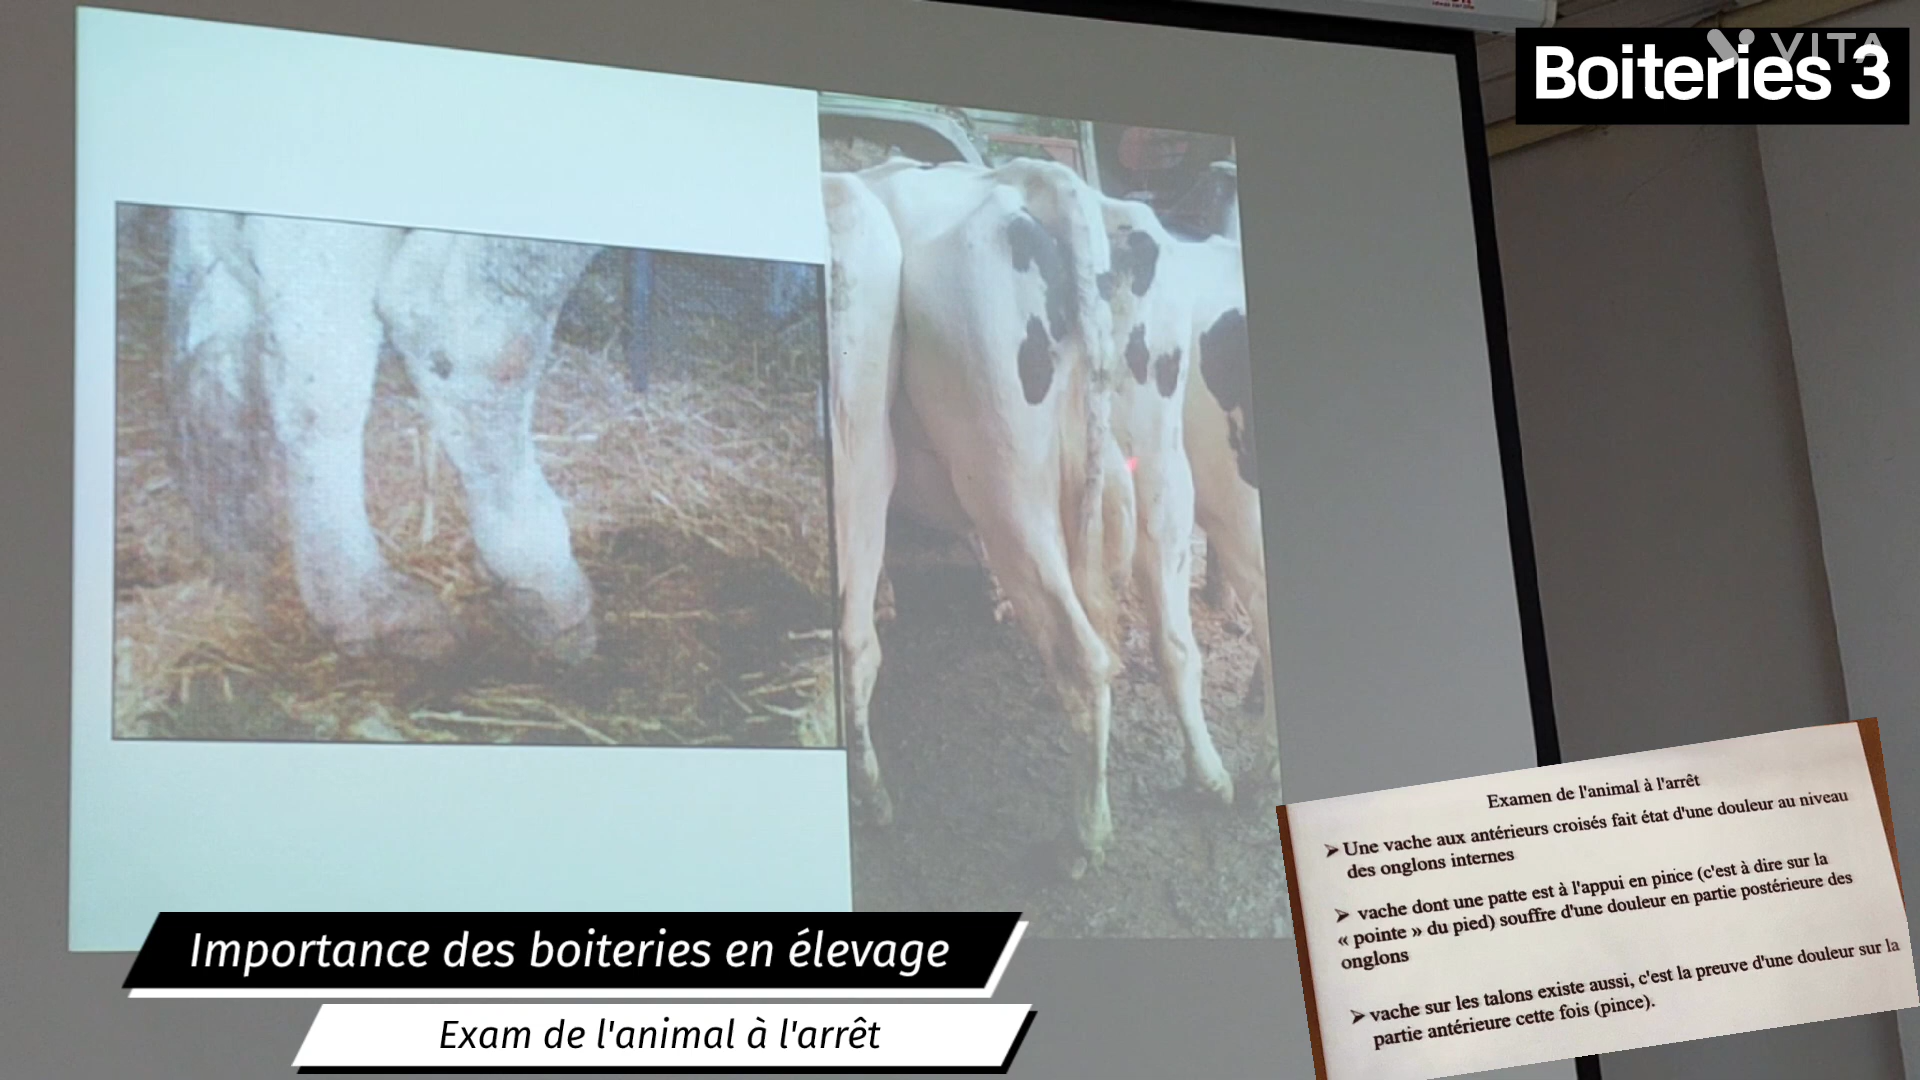 VITA
Boiteries 3
Examen de l'animal à l'arrêt
➢ Une vache aux antérieurs croisés fait état d'une douleur au niveau
des onglons internes
➢ vache dont une patte est à l'appui en pince (c'est à dire sur la
« pointe » du pied) souffre d'une douleur en partie postérieure des
onglons
➢ vache sur les talons existe aussi, c'est la preuve d'une douleur sur la
partie antérieure cette fois (pince).
Importance des boiteries en élevage
Exam de l'animal à l'arrêt